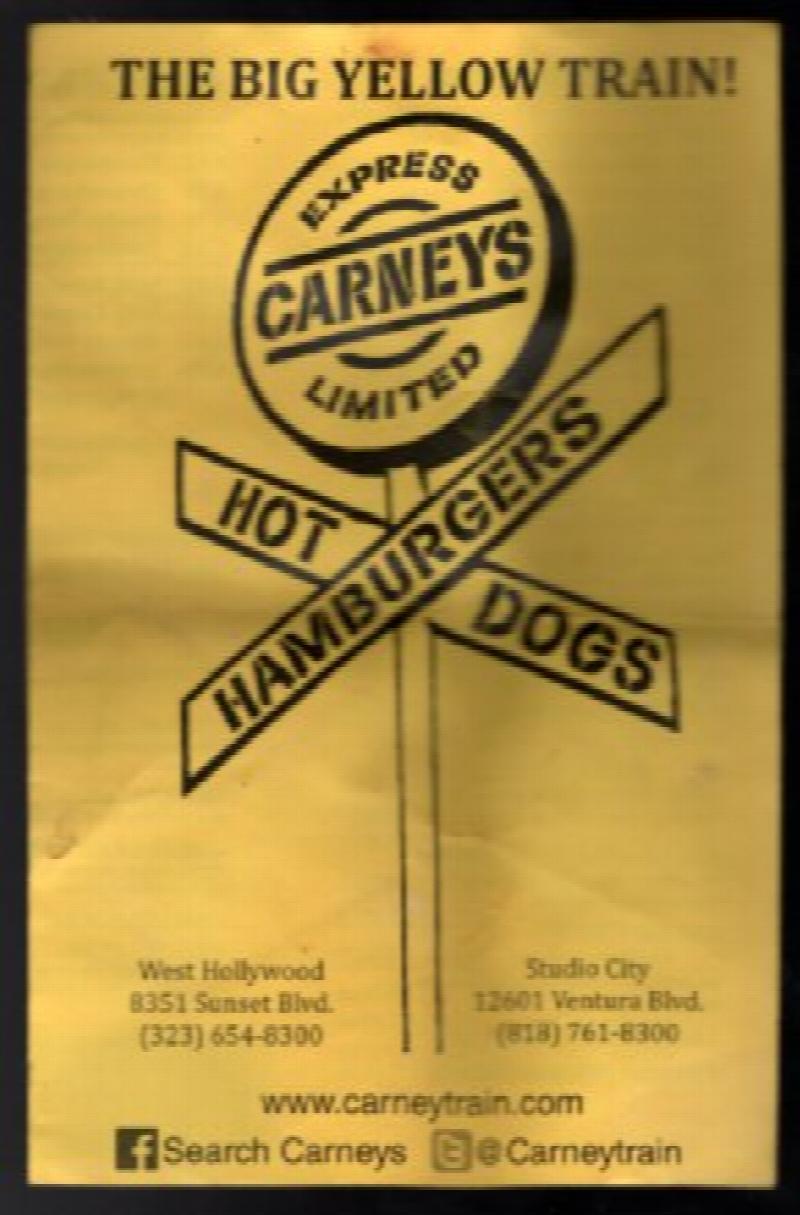 THE BIG YELLOW TRAIN!
EXPRESS
CARNEYS
LIMITED
HOT DOGS
HAMBURGERS
West Hollywood
8351 Sunset Blvd.
(323) 654-8300
Studio City
12601 Ventura Blvd.
(818) 761-8300
www.carneytrain.com
Search Carneys @Carneytrain